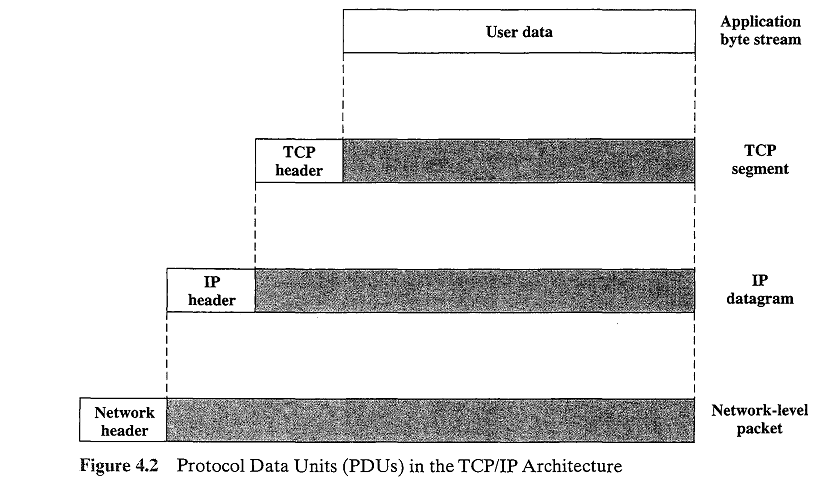 User data
Application
byte stream
TCP
header
TCP
segment
IP
header
IP
datagram
Network
header
Network-level
packet
Figure 4.2 Protocol Data Units (PDUs) in the TCP/IP Architecture